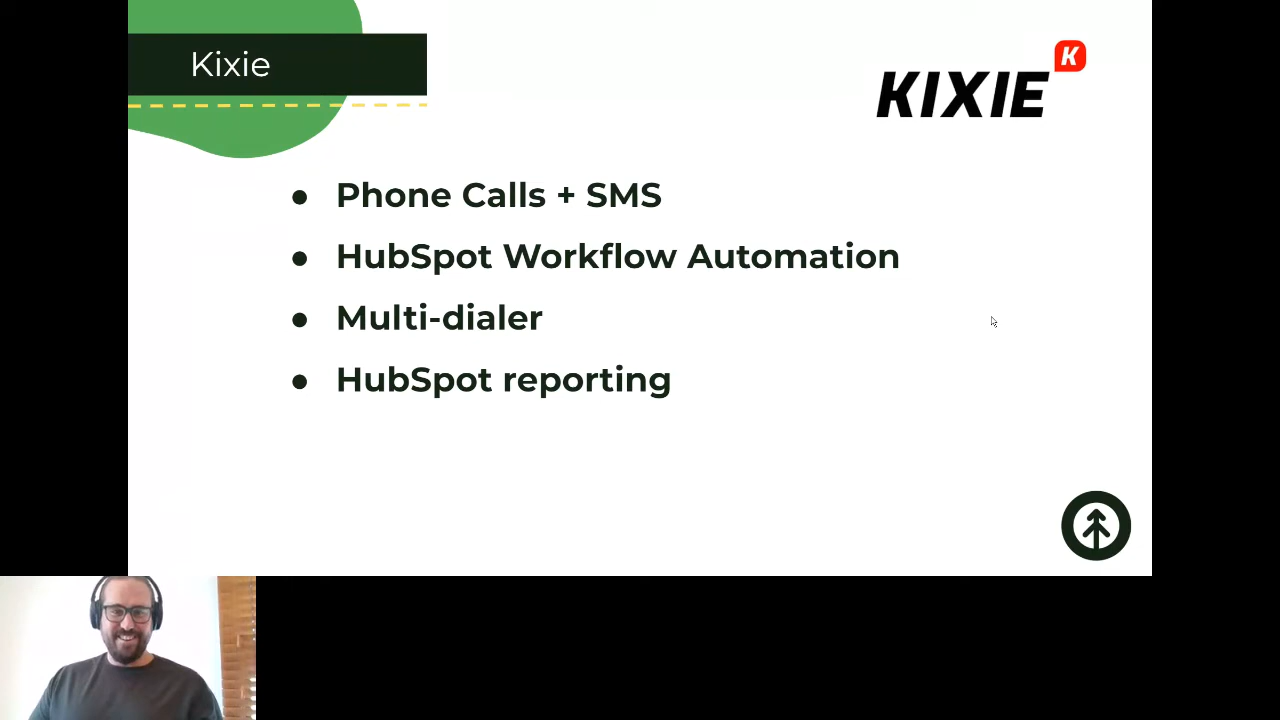 Kixie
KIXIE
K
● Phone Calls + SMS
● HubSpot Workflow Automation
● Multi-dialer
● HubSpot reporting